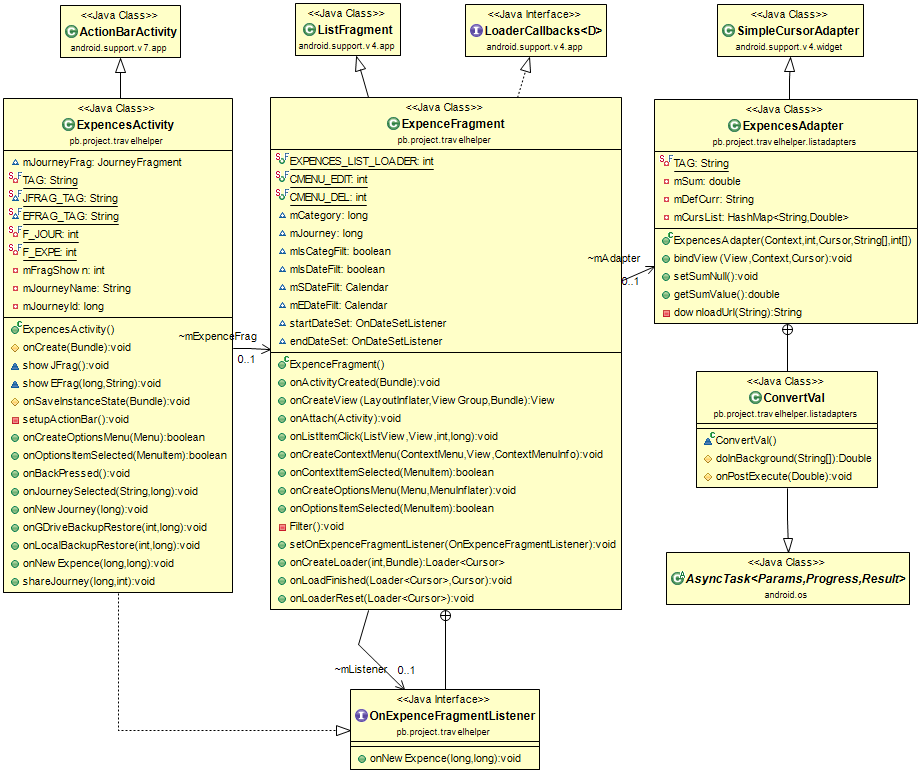 <<Java Class>>
ActionBarActivity
android.support.v7.app
<<Java Class>>
ListFragment
android.support.v4.app
<<Java Interface>>
LoaderCallbacks<D>
android.support.v4.app
<<Java Class>>
SimpleCursorAdapter
android.support.v4.widget
<<Java Class>>
ExpencesActivity
pb.project.travelhelper
mJourneyFrag: JourneyFragment
TAG: String
JFRAG_TAG: String
EFRAG_TAG: String
F_JOUR: int
F_EXPE: int
mFragShown: int
mJourneyName: String
mJourneyId: long
ExpencesActivity()
onCreate(Bundle):void
showJFrag():void
showEFrag(long,String):void
onSaveInstanceState(Bundle):void
setupActionBar():void
onCreateOptionsMenu(Menu):boolean
onOptionsItemSelected(MenuItem):boolean
onBackPressed():void
onJourneySelected(String,long):void
onNewJourney(long):void
onGDriveBackupRestore(int,long):void
onLocalBackupRestore(int,long):void
onNewExpence(long,long):void
shareJourney(long,int):void
~mExpenceFrag
0..1
<<Java Class>>
ExpenceFragment
pb.project.travelhelper
EXPENCES_LIST_LOADER: int
CMENU_EDIT: int
CMENU_DEL: int
mCategory: long
mJourney: long
mIsCategFilt: boolean
mIsDateFilt: boolean
mSDateFilt: Calendar
mEDateFilt: Calendar
startDateSet: OnDateSetListener
endDateSet: OnDateSetListener
ExpenceFragment()
onActivityCreated(Bundle):void
onCreateView(LayoutInflater,ViewGroup,Bundle):View
onAttach(Activity):void
onListItemClick(ListView,View,int,long):void
onCreateContextMenu(ContextMenu,View,ContextMenuInfo):void
onContextItemSelected(MenuItem):boolean
onCreateOptionsMenu(Menu,MenuInflater):void
onOptionsItemSelected(MenuItem):boolean
Filter():void
setOnExpenceFragmentListener(OnExpenceFragmentListener):void
onCreateLoader(int,Bundle):Loader<Cursor>
onLoadFinished(Loader<Cursor>,Cursor):void
onLoaderReset(Loader<Cursor>):void
~mAdapter
0..1
<<Java Class>>
ExpencesAdapter
pb.project.travelhelper.listadapters
TAG: String
mSum: double
mDefCurr: String
mCursList: HashMap<String,Double>
ExpencesAdapter(Context,int,Cursor,String[],int[])
bindView(View,Context,Cursor):void
setSumNull():void
getSumValue():double
downloadUrl(String):String
<<Java Class>>
ConvertVal
pb.project.travelhelper.listadapters
ConvertVal()
doInBackground(String[]):Double
onPostExecute(Double):void
<<Java Class>>
AsyncTask<Params,Progress,Result>
android.os
~mListener
0..1
<<Java Interface>>
OnExpenceFragmentListener
pb.project.travelhelper
onNewExpence(long,long):void